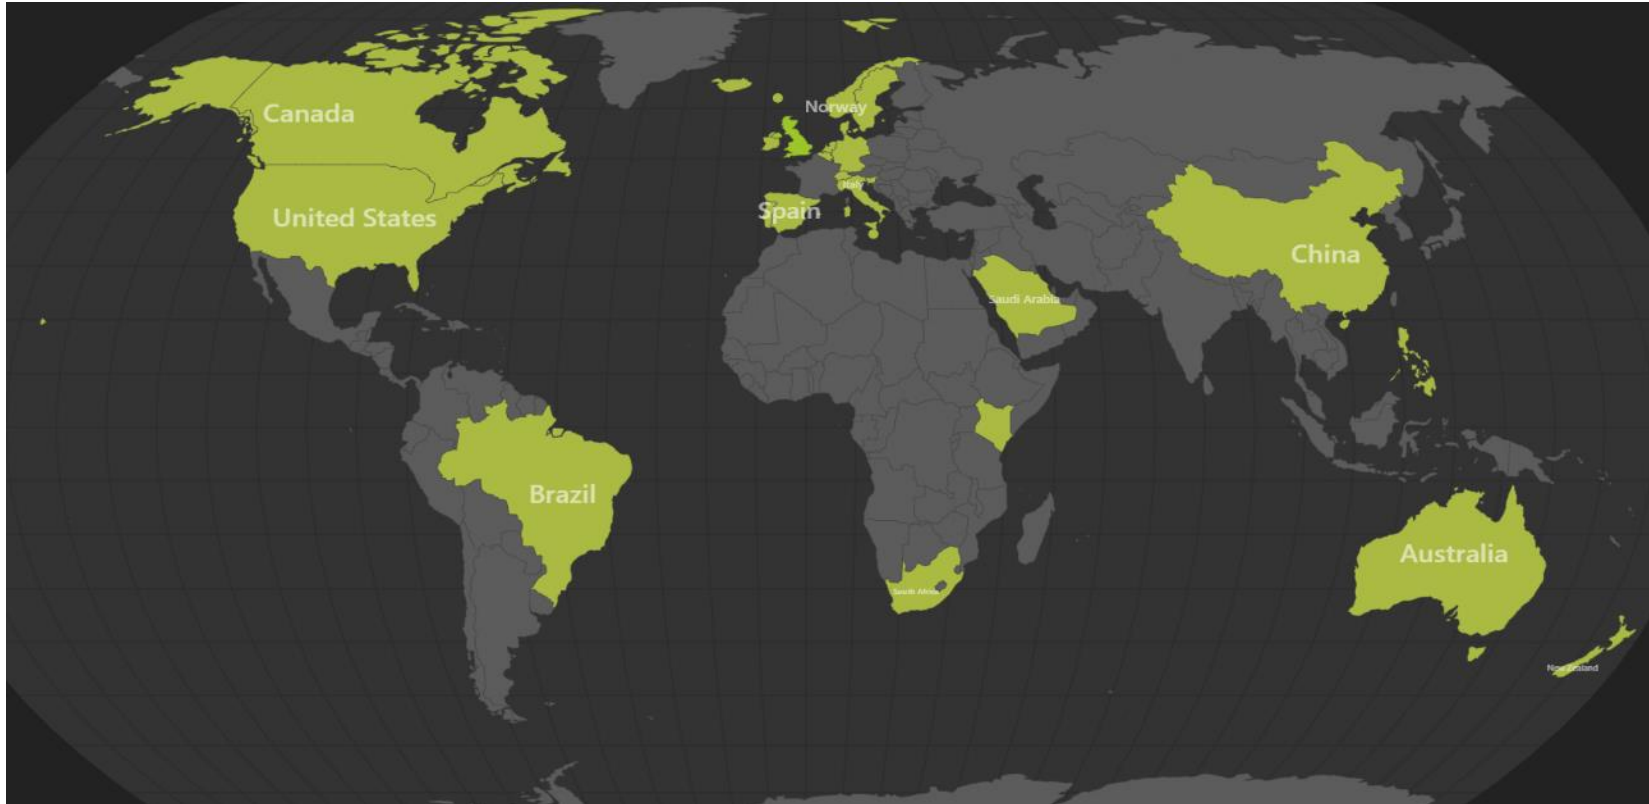 Canada
Norway
Italy
United States
Spain
China
Saudi Arabia
Brazil
Australia
South Africa
New Zealand